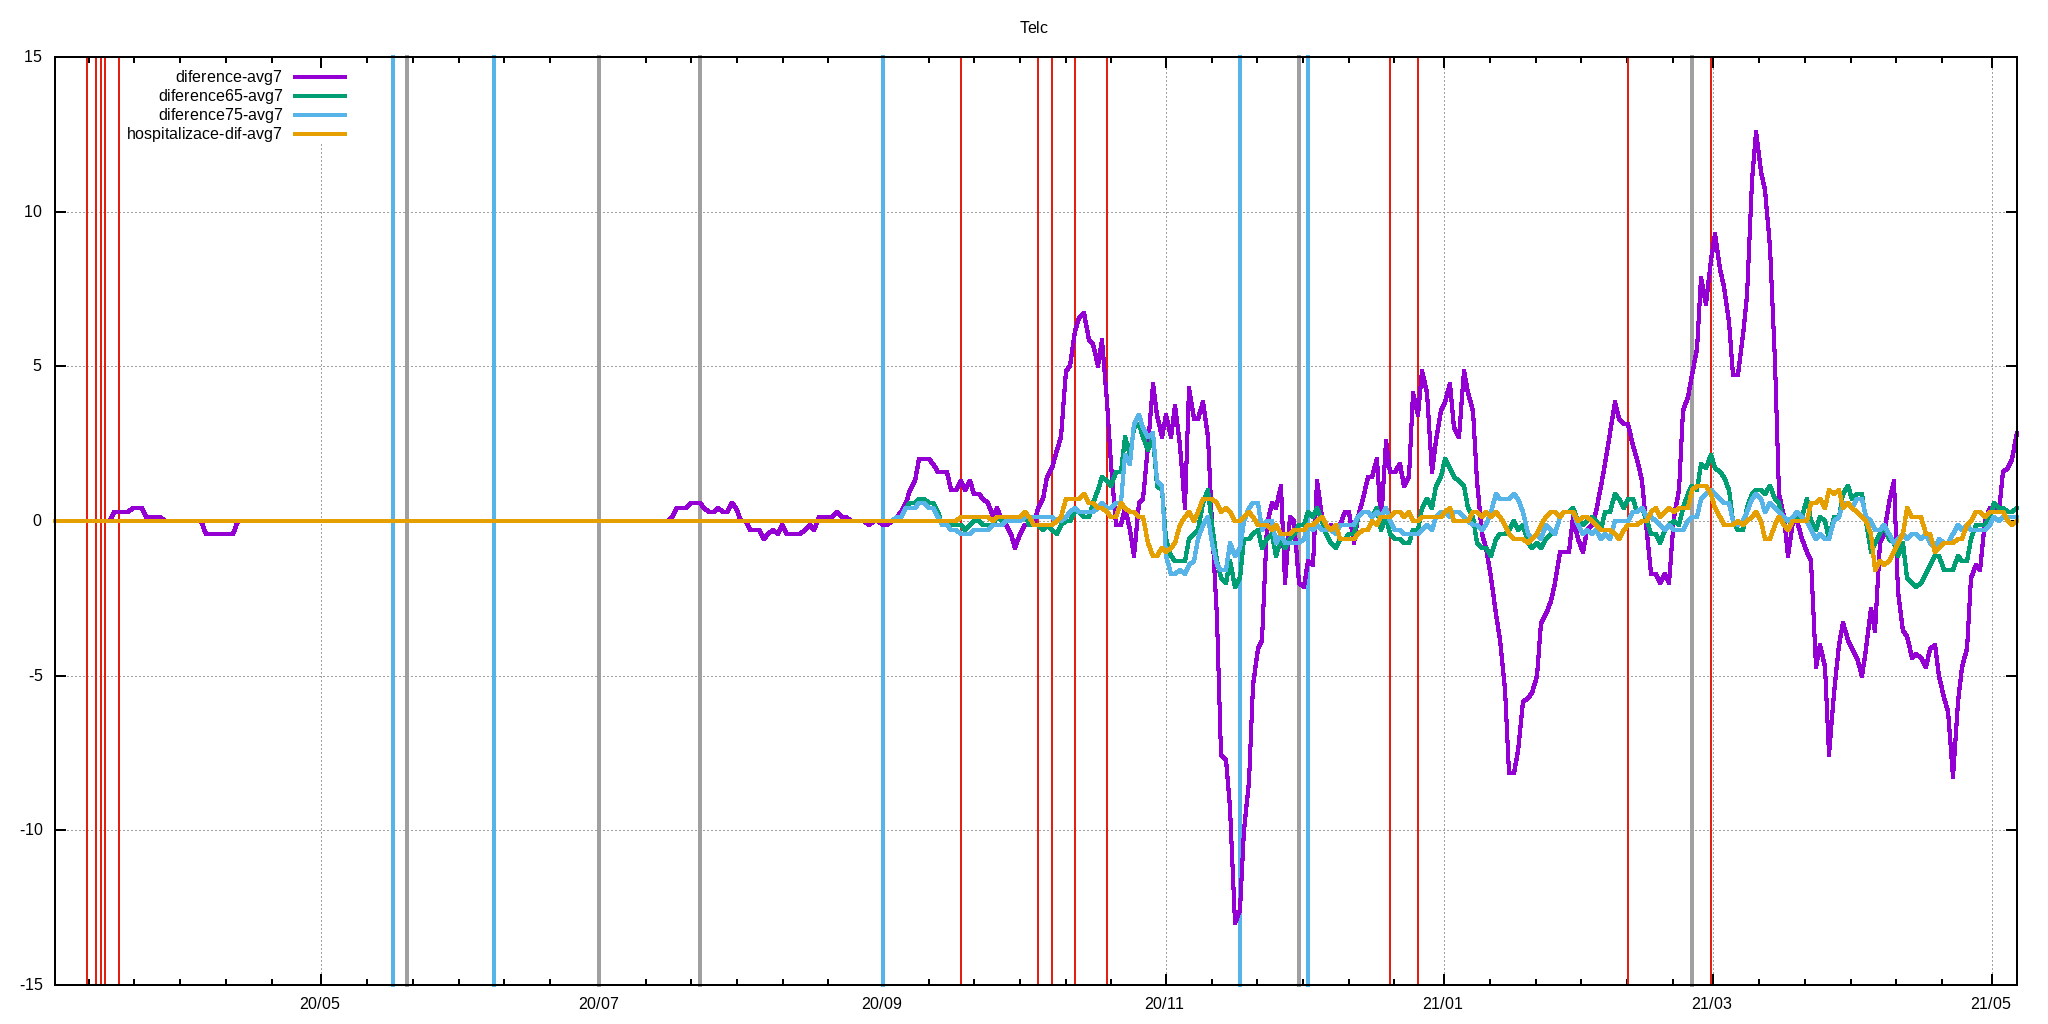 Telc
15
diference-avg7
diference65-avg7
diference75-avg7
hospitalizace-dif-avg7
10
5
0
-5
-10
-15
20/05 20/07 20/09 20/11 21/01 21/03 21/05